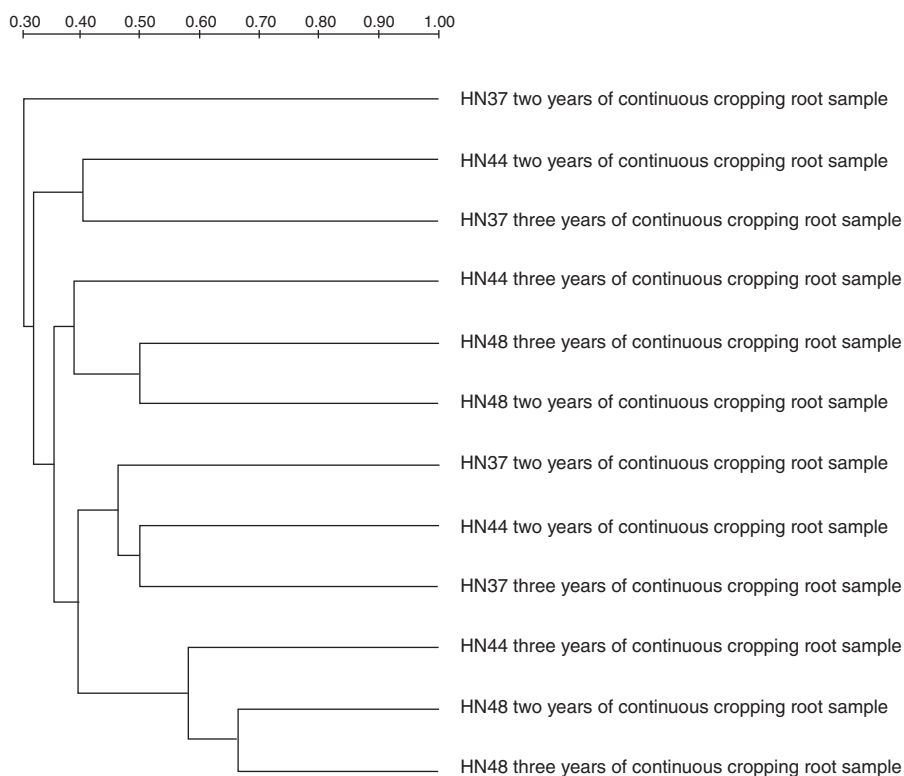 0.30 0.40 0.50 0.60 0.70 0.80 0.90 1.00
HN37 two years of continuous cropping root sample
HN44 two years of continuous cropping root sample
HN37 three years of continuous cropping root sample
HN44 three years of continuous cropping root sample
HN48 three years of continuous cropping root sample
HN48 two years of continuous cropping root sample
HN37 two years of continuous cropping root sample
HN44 two years of continuous cropping root sample
HN37 three years of continuous cropping root sample
HN44 three years of continuous cropping root sample
HN48 two years of continuous cropping root sample
HN48 three years of continuous cropping root sample